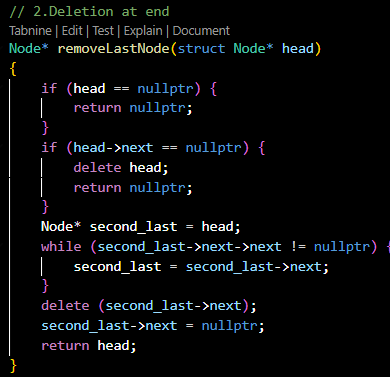 // 2.Deletion at end
Tabnine | Edit | Test | Explain | Document
Node* removeLastNode(struct Node* head)
{
    if (head == nullptr) {
        return nullptr;
    }
    if (head->next == nullptr) {
        delete head;
        return nullptr;
    }
    Node* second_last = head;
    while (second_last->next->next != nullptr) {
        second_last = second_last->next;
    }
    delete (second_last->next);
    second_last->next = nullptr;
    return head;
}